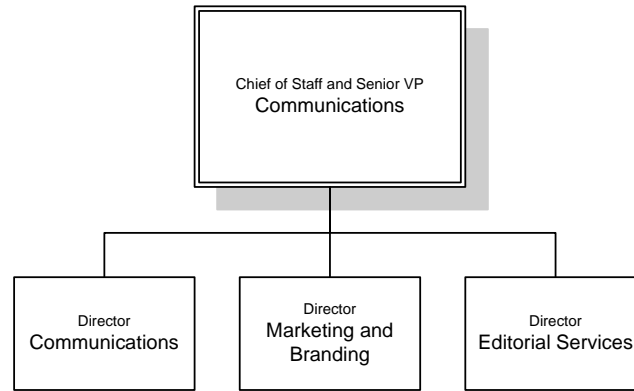 Chief of Staff and Senior VP
Communications
Director
Communications
Director
Marketing and
Branding
Director
Editorial Services